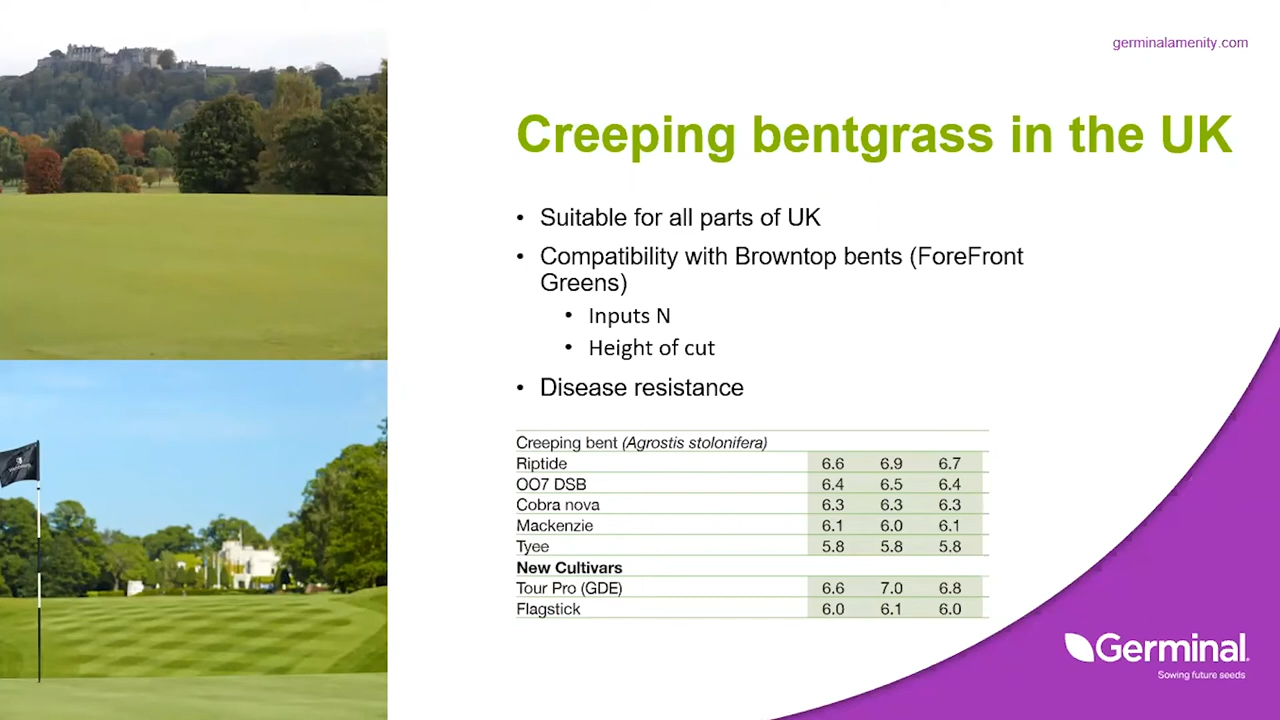 germinalamenity.com
Creeping bentgrass in the UK
• Suitable for all parts of UK
• Compatibility with Browntop bents (ForeFront
Greens)
• Inputs N
• Height of cut
• Disease resistance
Creeping bent (Agrostis stolonifera)
Riptide 6.6 6.9 6.7
OO7 DSB 6.4 6.5 6.4
Cobra nova 6.3 6.3 6.3
Mackenzie 6.1 6.0 6.1
Tyee 5.8 5.8 5.8
New Cultivars
Tour Pro (GDE) 6.6 7.0 6.8
Flagstick 6.0 6.1 6.0
Germinal.
Sowing future seeds